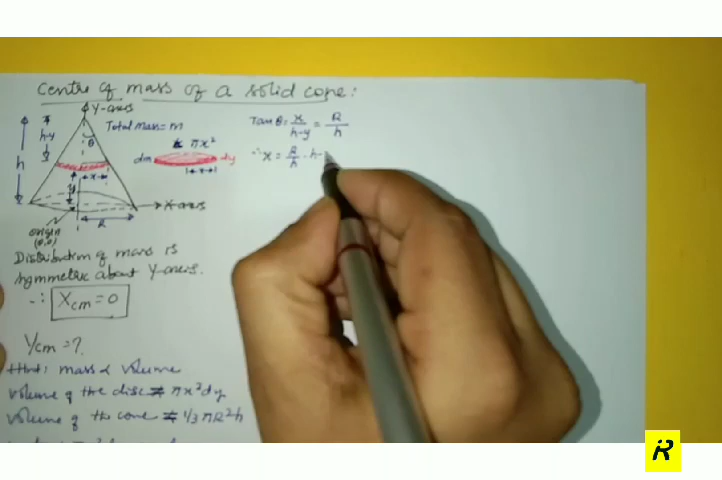 Centre of mass of a solid cone:
Y-axis
h-y
θ
Total mass = m
h
πx²
dm
dy
x
x
y
X-axis
R
origin
(0,0)
Tanθ = x/h-y = R/h
∴ x = R/h · h-
Distribution of mass is
symmetric about Y-axis.
∴ Xcm = 0
Ycm = ?
Hint: mass ∝ volume
volume of the disc = πx²dy
volume of the cone = 1/3 πR²h
R